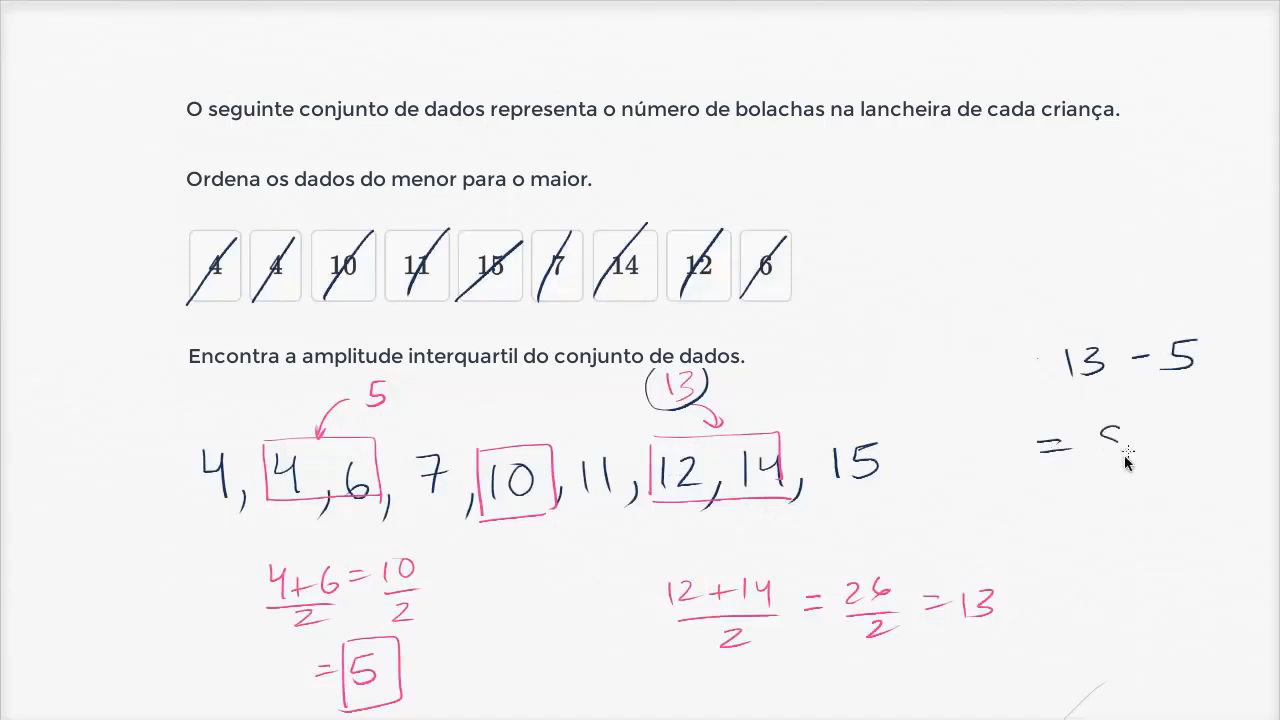 O seguinte conjunto de dados representa o número de bolachas na lancheira de cada criança.
Ordena os dados do menor para o maior.
4 4 10 11 15 7 14 12 6
Encontra a amplitude interquartil do conjunto de dados.
13 - 5
5 13
=
4, 4, 6, 7, 10, 11, 12, 14, 15
4+6/2 = 10/2
= 5
12+14/2 = 26/2 = 13